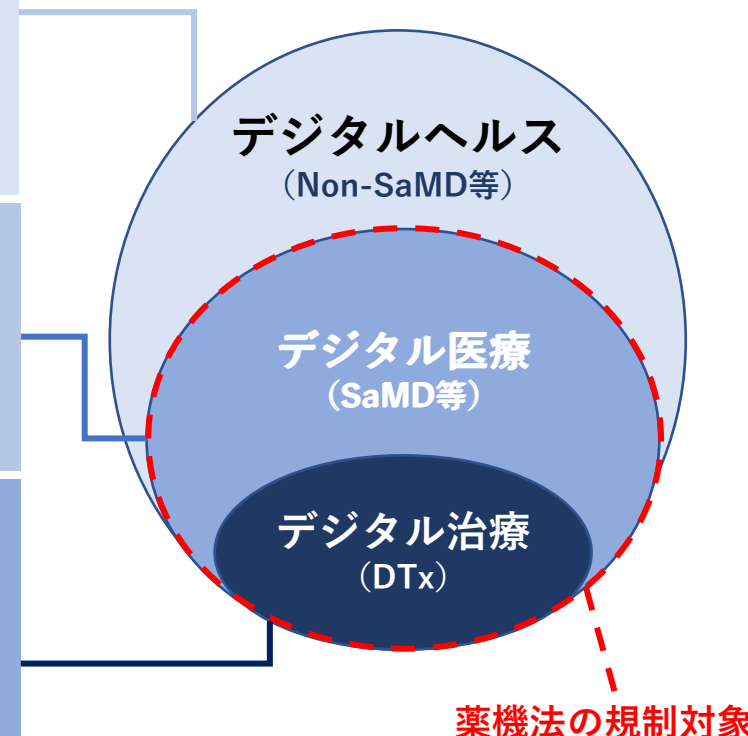 デジタルヘルス
（Non-SaMD等）
デジタル医療
（SaMD等）
デジタル治療
（DTx）
薬機法の規制対象